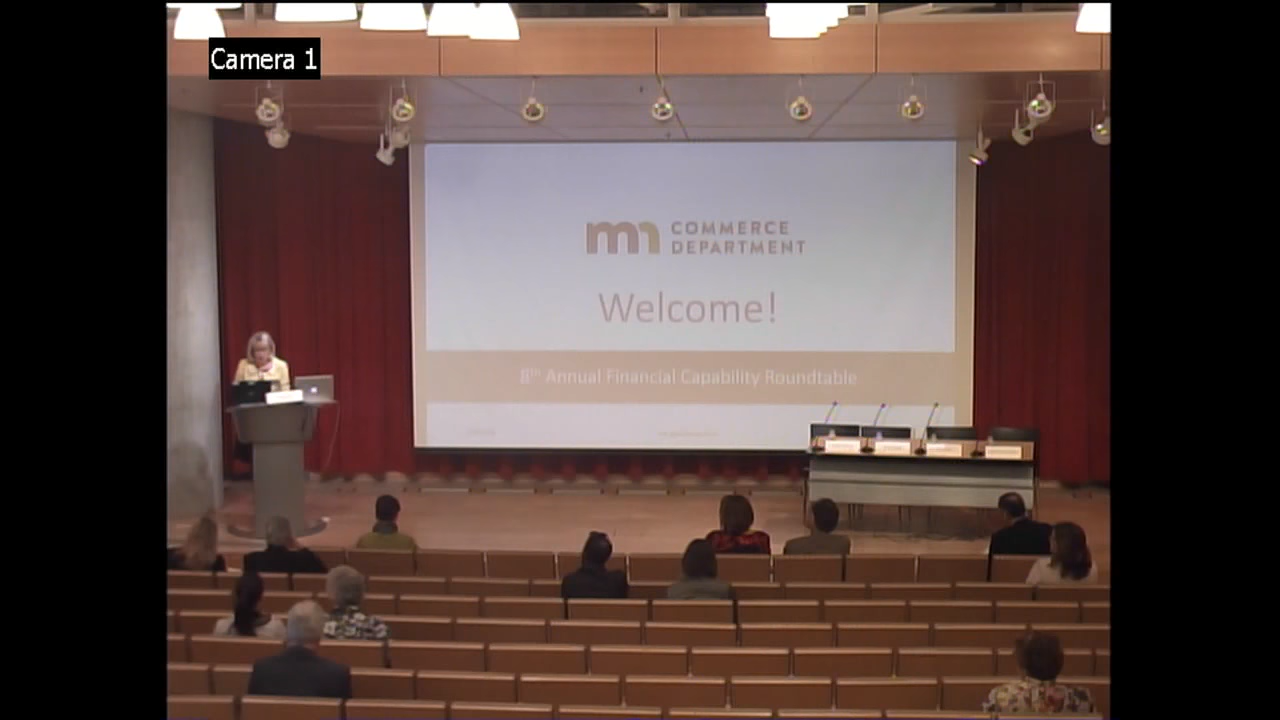 Camera 1
mn COMMERCE
DEPARTMENT
Welcome!
8th Annual Financial Capability Roundtable